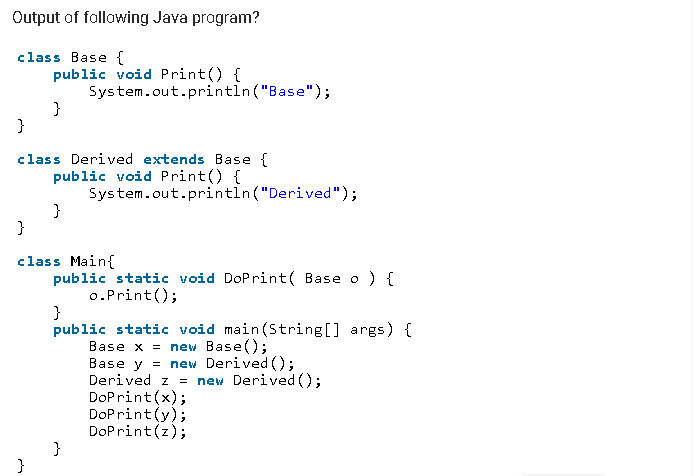 Output of following Java program?
class Base {
    public void Print() {
        System.out.println("Base");
    }
}
class Derived extends Base {
    public void Print() {
        System.out.println("Derived");
    }
}
class Main{
    public static void DoPrint( Base o ) {
        o.Print();
    }
    public static void main(String[] args) {
        Base x = new Base();
        Base y = new Derived();
        Derived z = new Derived();
        DoPrint(x);
        DoPrint(y);
        DoPrint(z);
    }
}